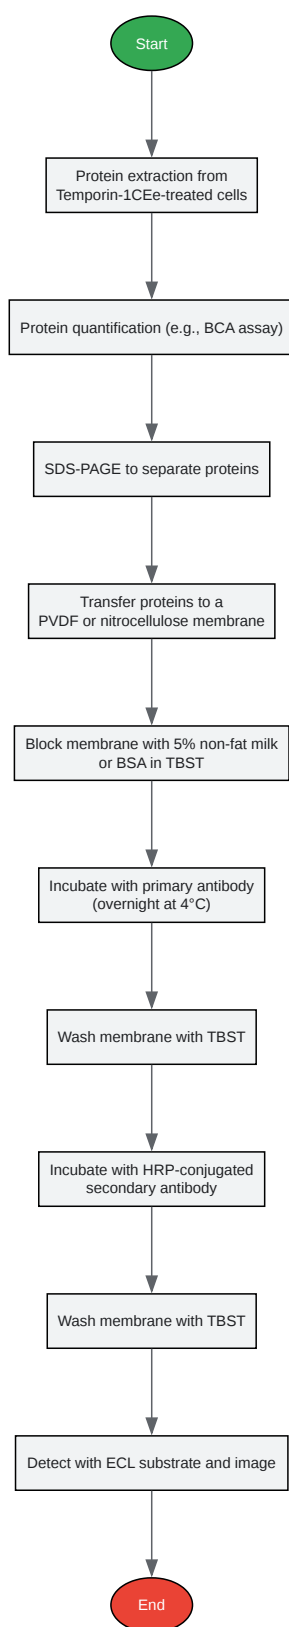 Start
Protein extraction from
Temporin-1CEe-treated cells
Protein quantification (e.g., BCA assay)
SDS-PAGE to separate proteins
Transfer proteins to a
PVDF or nitrocellulose membrane
Block membrane with 5% non-fat milk
or BSA in TBST
Incubate with primary antibody
(overnight at 4°C)
Wash membrane with TBST
Incubate with HRP-conjugated
secondary antibody
Wash membrane with TBST
Detect with ECL substrate and image
End